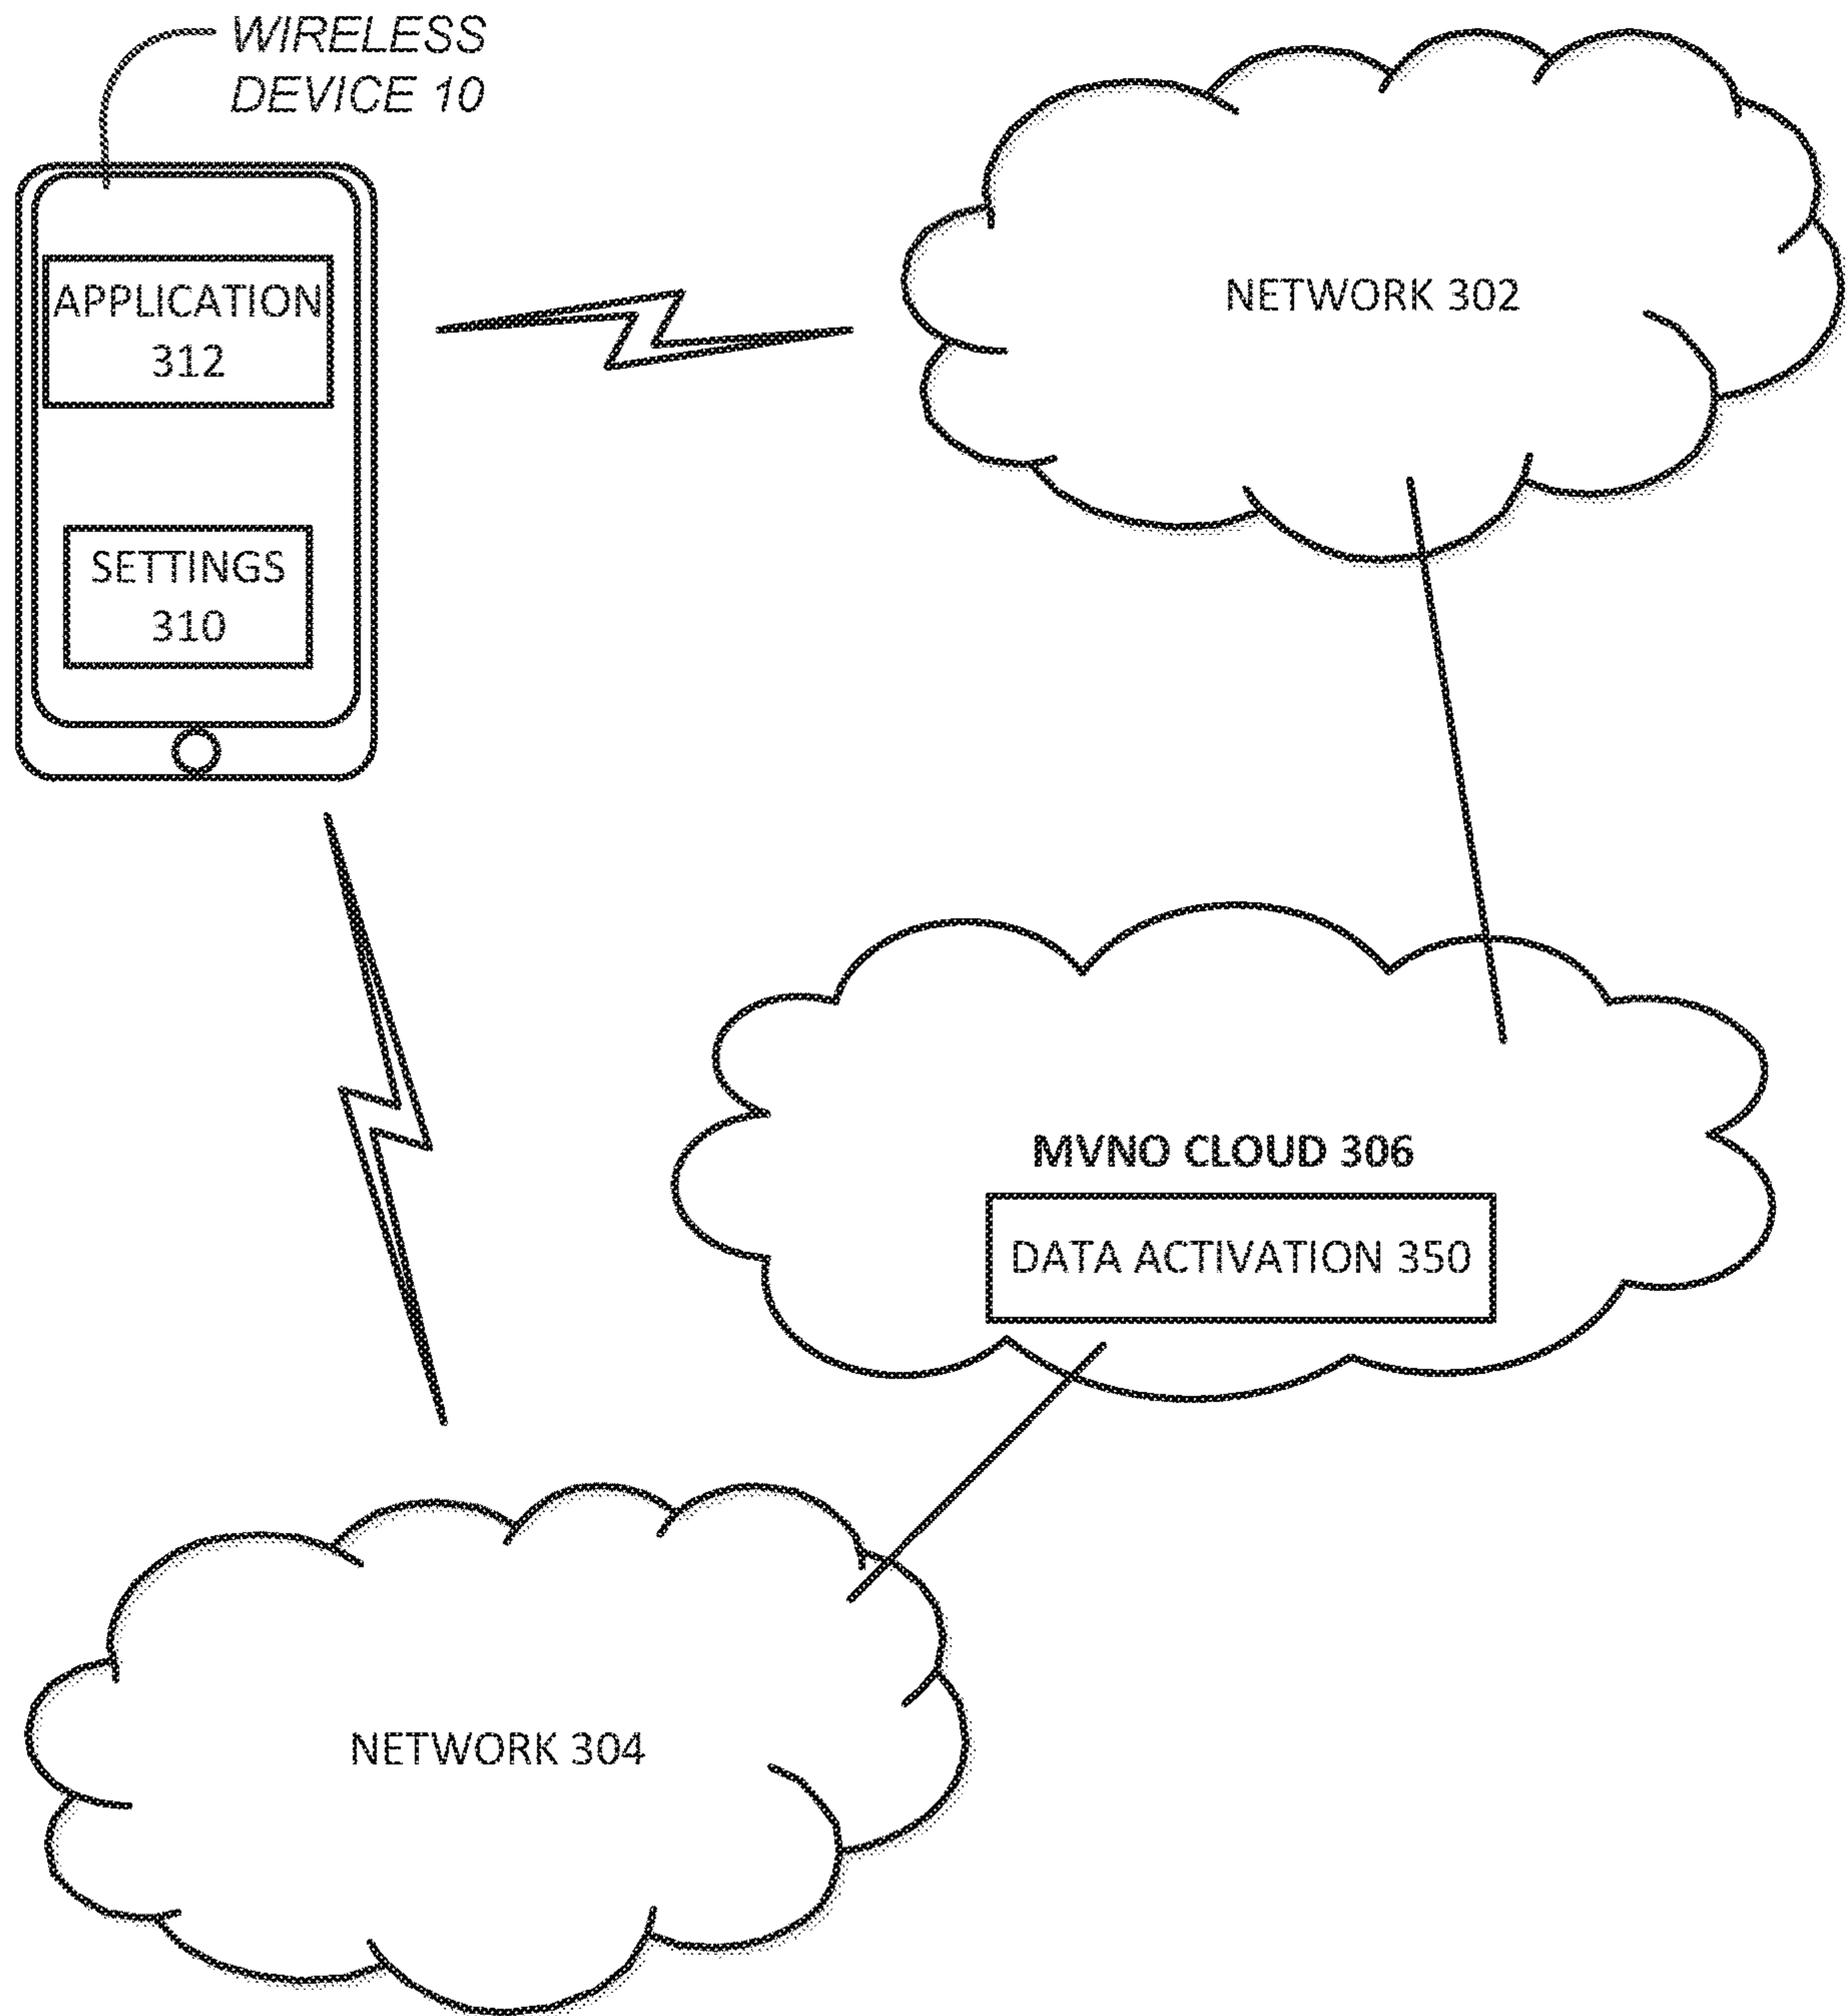 WIRELESS
DEVICE 10
APPLICATION
312
NETWORK 302
SETTINGS
310
MVNO CLOUD 306
DATA ACTIVATION 350
NETWORK 304